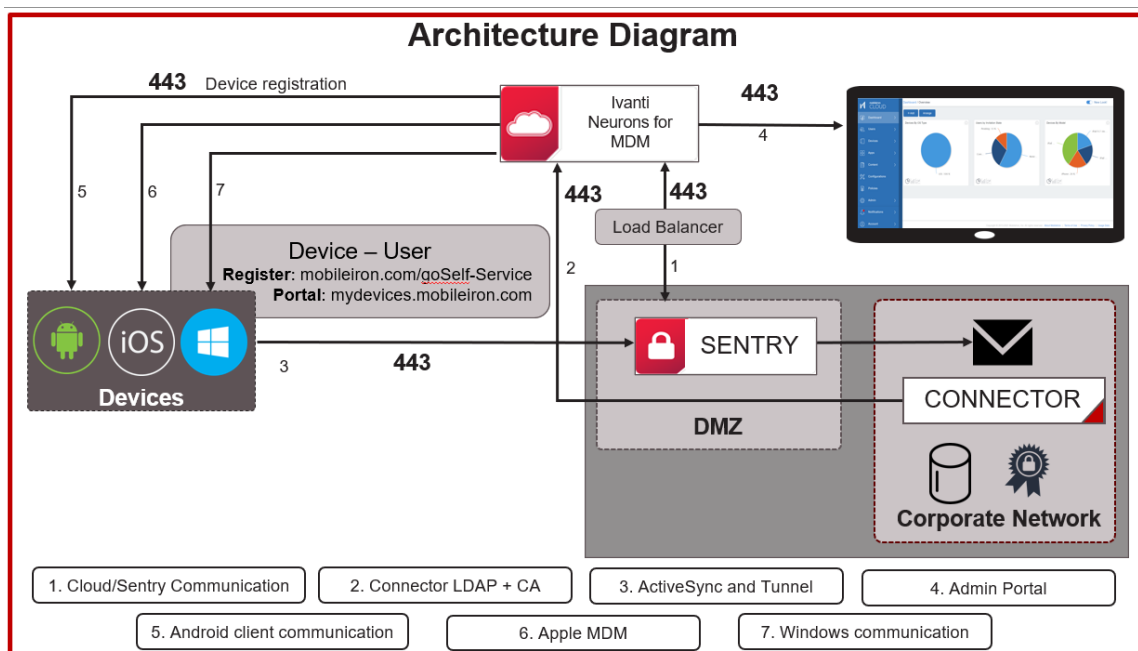 Architecture Diagram
443 Device registration
Ivanti
Neurons for
MDM
443
4
5
6
7
443
443
Load Balancer
2
1
Device – User
Register: mobileiron.com/goSelf-Service
Portal: mydevices.mobileiron.com
iOS
Devices
3
443
SENTRY
DMZ
CONNECTOR
Corporate Network
1. Cloud/Sentry Communication
2. Connector LDAP + CA
3. ActiveSync and Tunnel
4. Admin Portal
5. Android client communication
6. Apple MDM
7. Windows communication